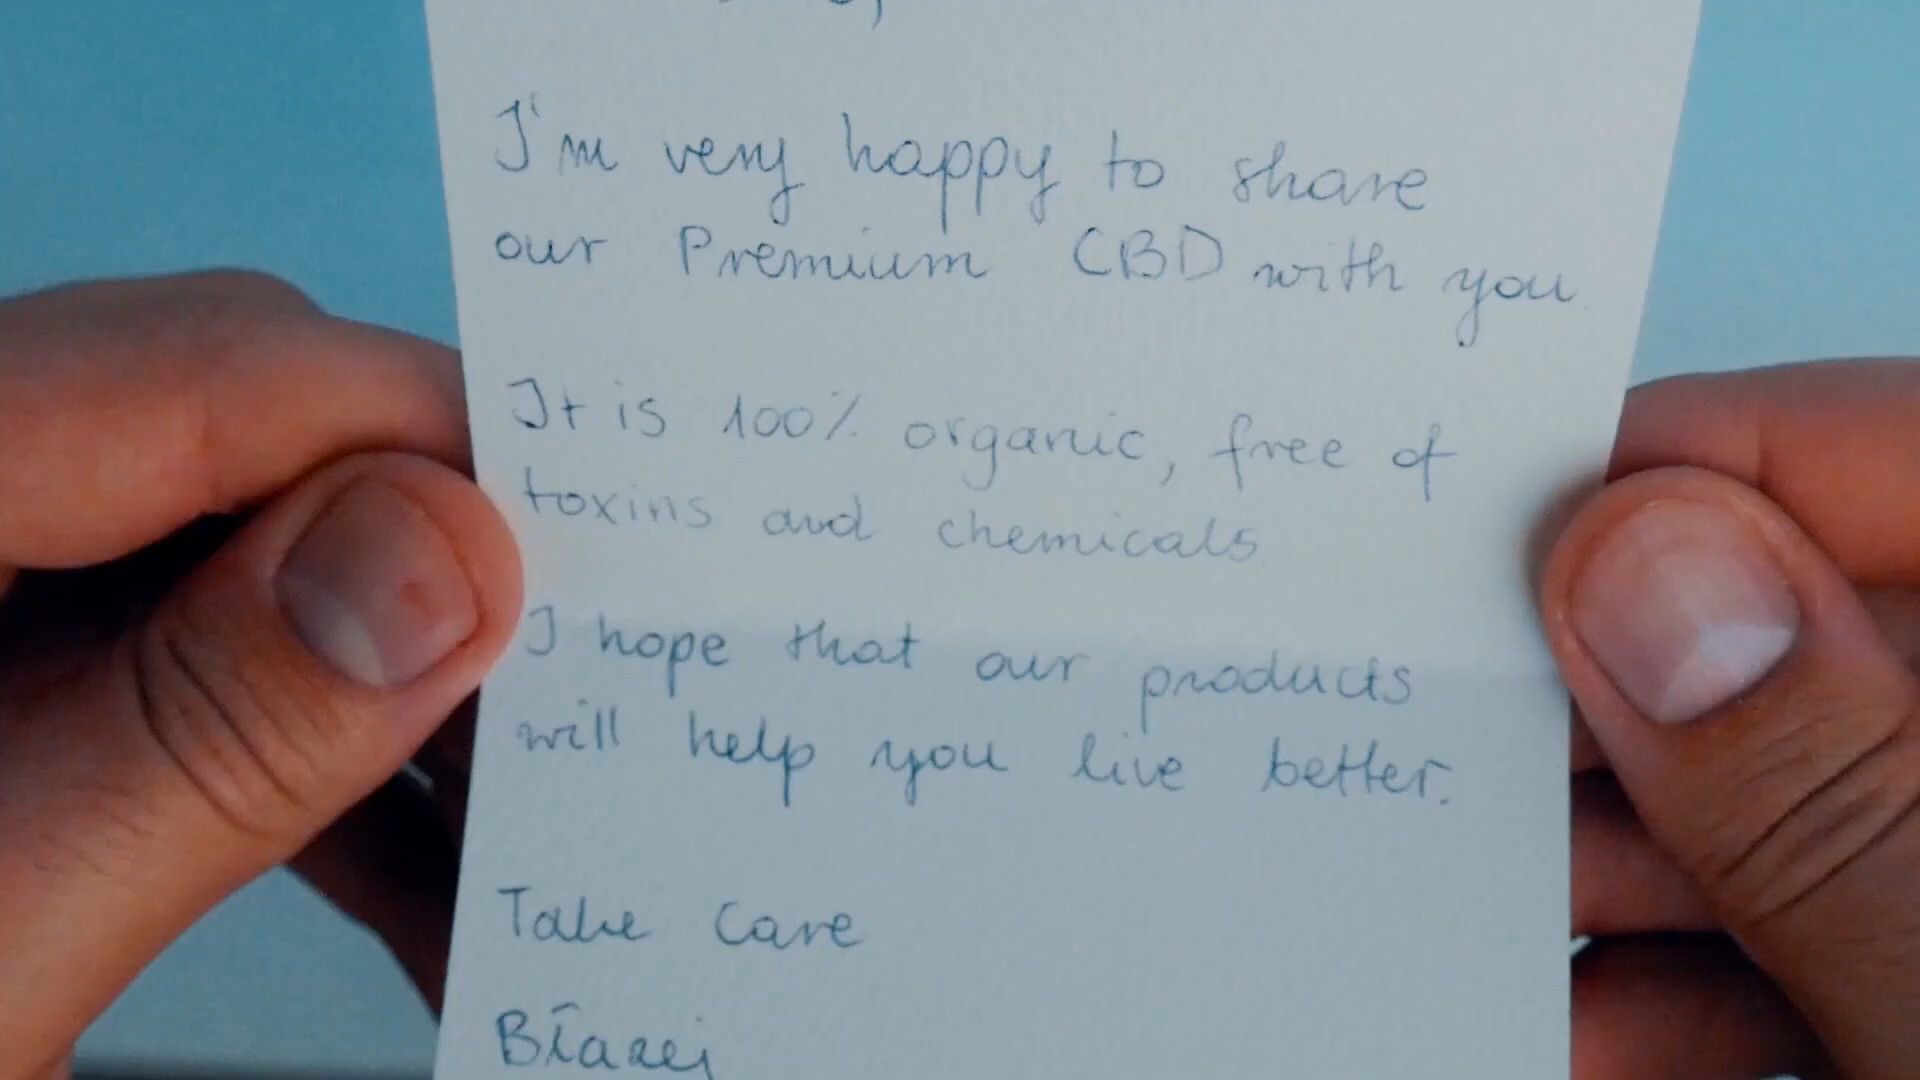 I'm very happy to share
our Premium CBD with you
It is 100% organic, free of
toxins and chemicals
I hope that our products
will help you live better.
Take care